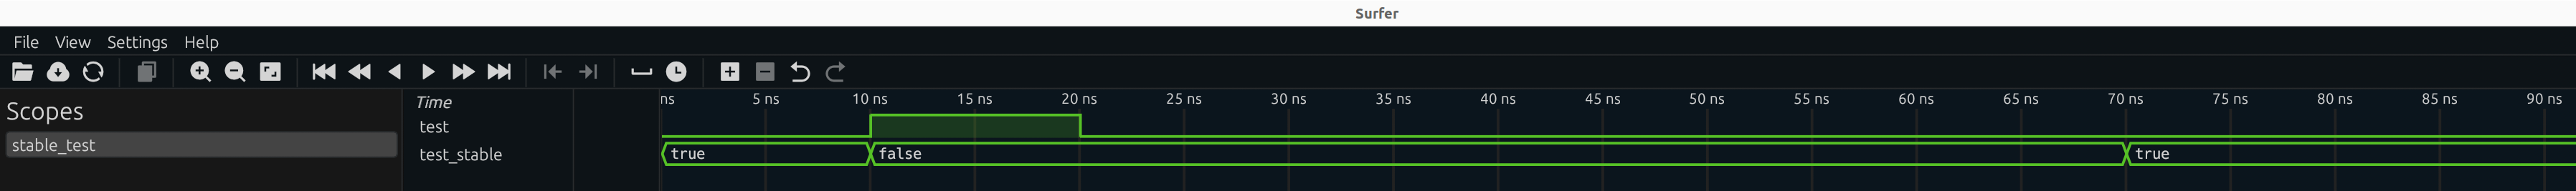 Surfer
File View Settings Help
Scopes
stable_test
Time
ns 5 ns 10 ns 15 ns 20 ns 25 ns 30 ns 35 ns 40 ns 45 ns 50 ns 55 ns 60 ns 65 ns 70 ns 75 ns 80 ns 85 ns 90 ns
test
test_stable
true false true